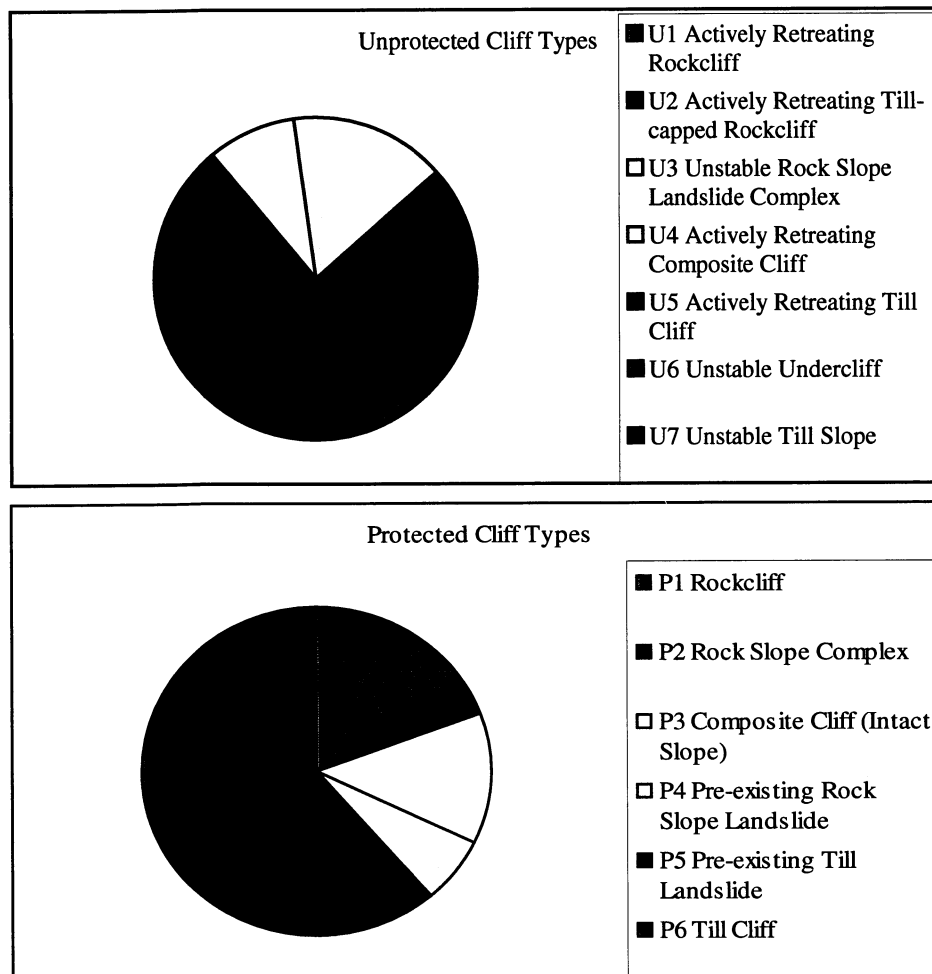 Unprotected Cliff Types
U1 Actively Retreating
Rockcliff
U2 Actively Retreating Till-
capped Rockcliff
U3 Unstable Rock Slope
Landslide Complex
U4 Actively Retreating
Composite Cliff
U5 Actively Retreating Till
Cliff
U6 Unstable Undercliff
U7 Unstable Till Slope
Protected Cliff Types
P1 Rockcliff
P2 Rock Slope Complex
P3 Composite Cliff (Intact
Slope)
P4 Pre-existing Rock
Slope Landslide
P5 Pre-existing Till
Landslide
P6 Till Cliff